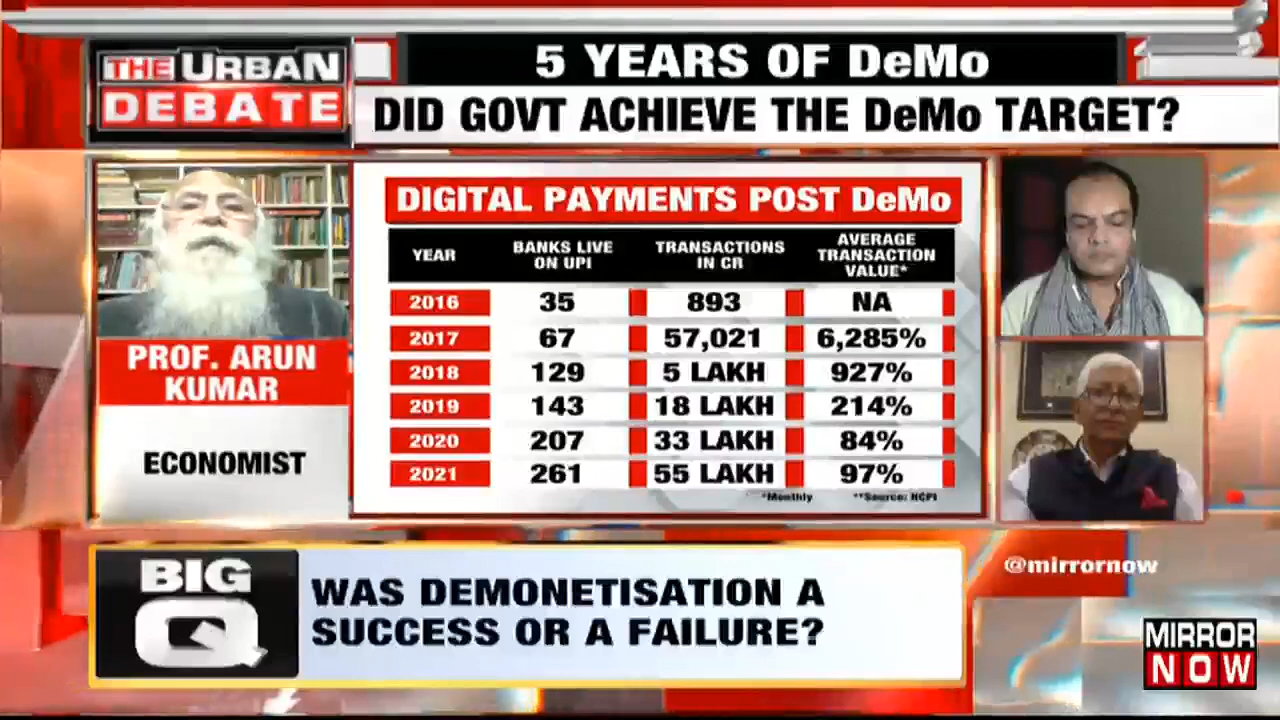 THE URBAN
DEBATE
5 YEARS OF DeMo
DID GOVT ACHIEVE THE DeMo TARGET?
PROF. ARUN
KUMAR
ECONOMIST
DIGITAL PAYMENTS POST DeMo
YEAR BANKS LIVE ON UPI TRANSACTIONS IN CR AVERAGE TRANSACTION VALUE*
2016 35 893 NA
2017 67 57,021 6,285%
2018 129 5 LAKH 927%
2019 143 18 LAKH 214%
2020 207 33 LAKH 84%
2021 261 55 LAKH 97%
*Monthly **Source: NCPI
BIG
Q
WAS DEMONETISATION A
SUCCESS OR A FAILURE?
@mirrornow
MIRROR
NOW